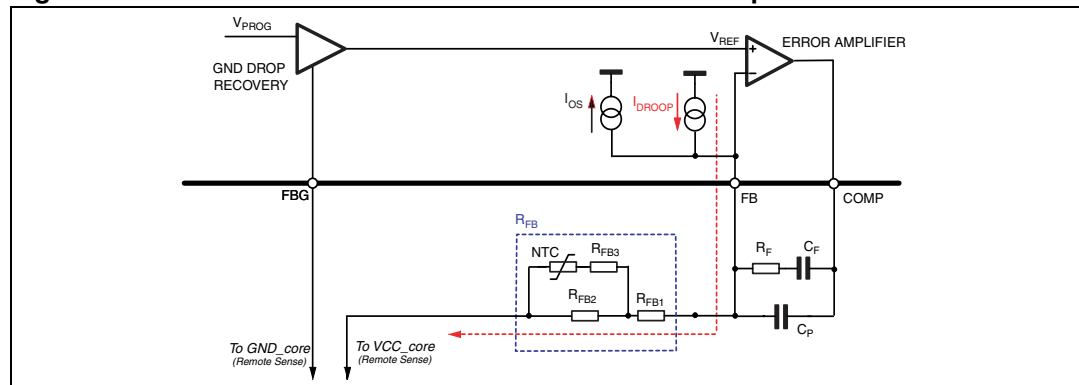 V_PROG
V_REF
ERROR AMPLIFIER
GND DROP
RECOVERY
I_OS
I_DROOP
FBG
FB
COMP
R_FB
NTC
R_FB3
R_F
C_F
R_FB2
R_FB1
C_P
To GND_core
(Remote Sense)
To VCC_core
(Remote Sense)